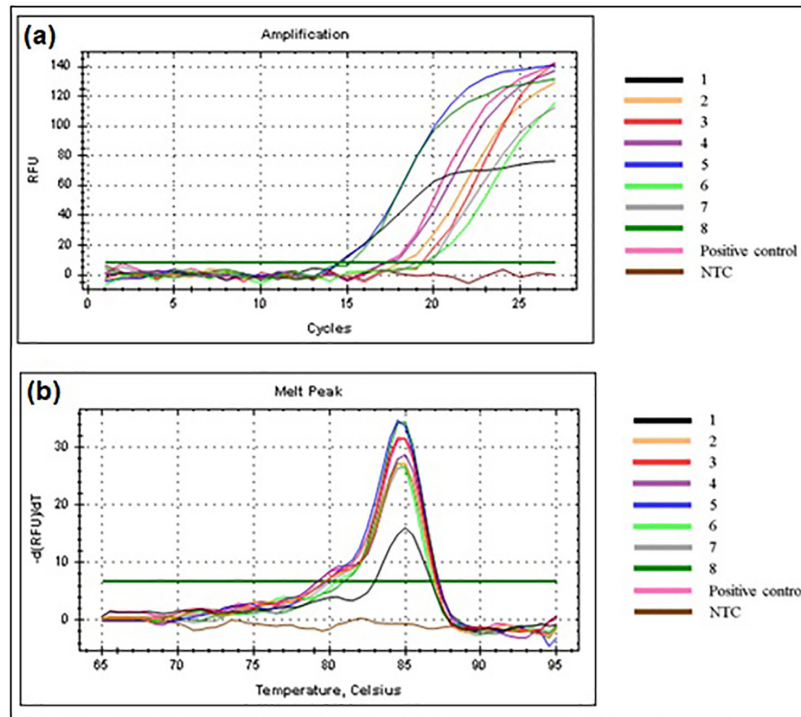 (a)
Amplification
RFU
140
120
100
80
60
40
20
0
0 5 10 15 20 25
Cycles
1
2
3
4
5
6
7
8
Positive control
NTC
(b)
Melt Peak
-d(RFU)/dT
30
20
10
0
65 70 75 80 85 90 95
Temperature, Celsius
1
2
3
4
5
6
7
8
Positive control
NTC